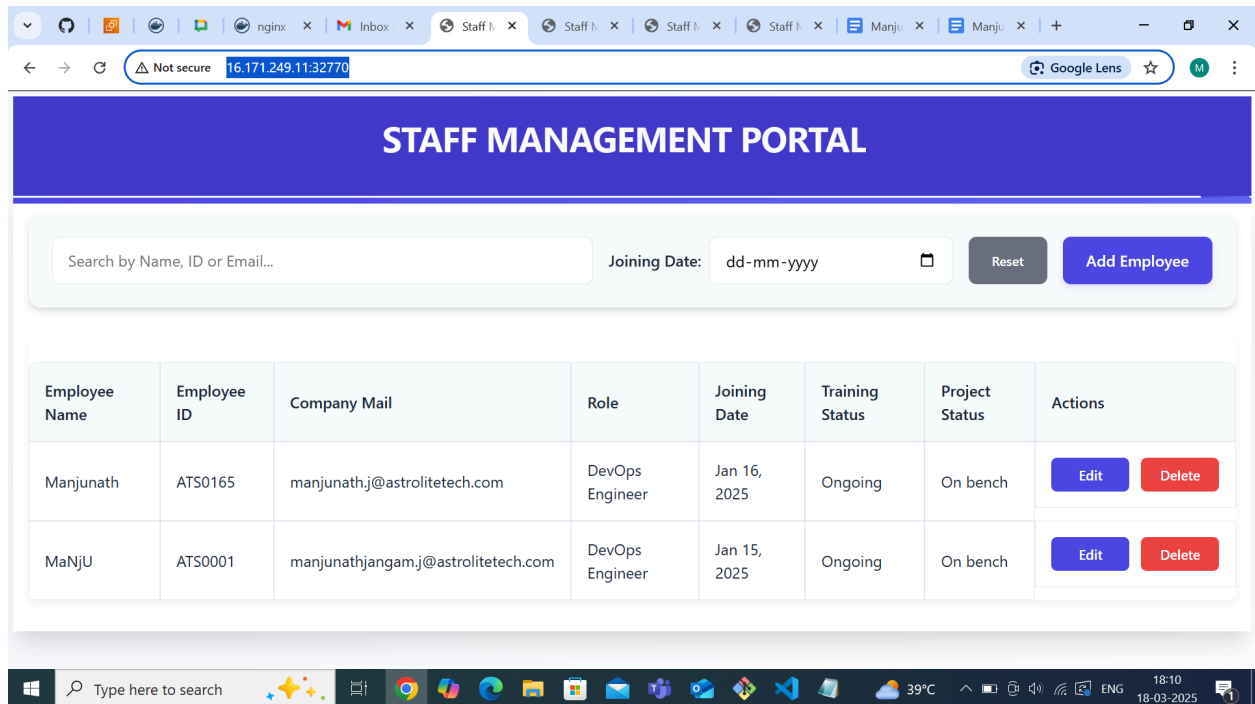 nginx
Inbox
Staff
Staff
Staff
Staff
Manju
Manju
Not secure
16.171.249.11:32770
Google Lens
M
STAFF MANAGEMENT PORTAL
Search by Name, ID or Email...
Joining Date:
dd-mm-yyyy
Reset
Add Employee
Employee Name
Employee ID
Company Mail
Role
Joining Date
Training Status
Project Status
Actions
Manjunath
ATS0165
manjunath.j@astrolitetech.com
DevOps Engineer
Jan 16, 2025
Ongoing
On bench
Edit
Delete
MaNjU
ATS0001
manjunathjangam.j@astrolitetech.com
DevOps Engineer
Jan 15, 2025
Ongoing
On bench
Edit
Delete
Type here to search
39°C
ENG
18:10
18-03-2025
1